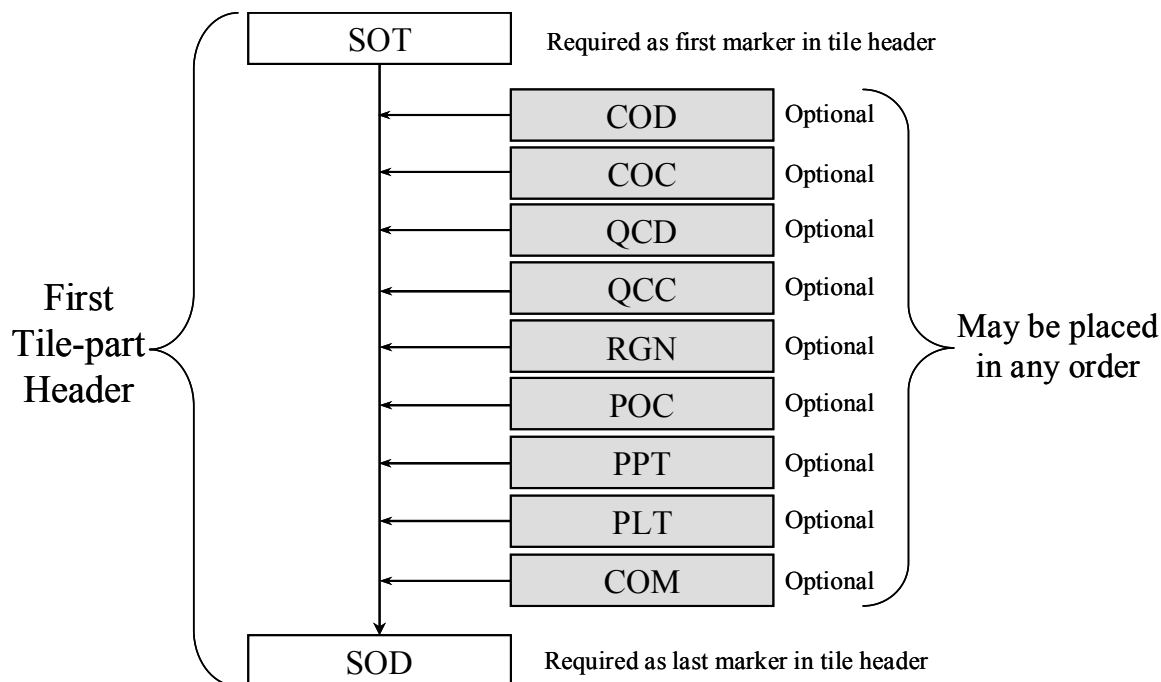 SOT
Required as first marker in tile header
COD
Optional
COC
Optional
QCD
Optional
QCC
Optional
RGN
Optional
POC
Optional
PPT
Optional
PLT
Optional
COM
Optional
First
Tile-part
Header
May be placed
in any order
SOD
Required as last marker in tile header